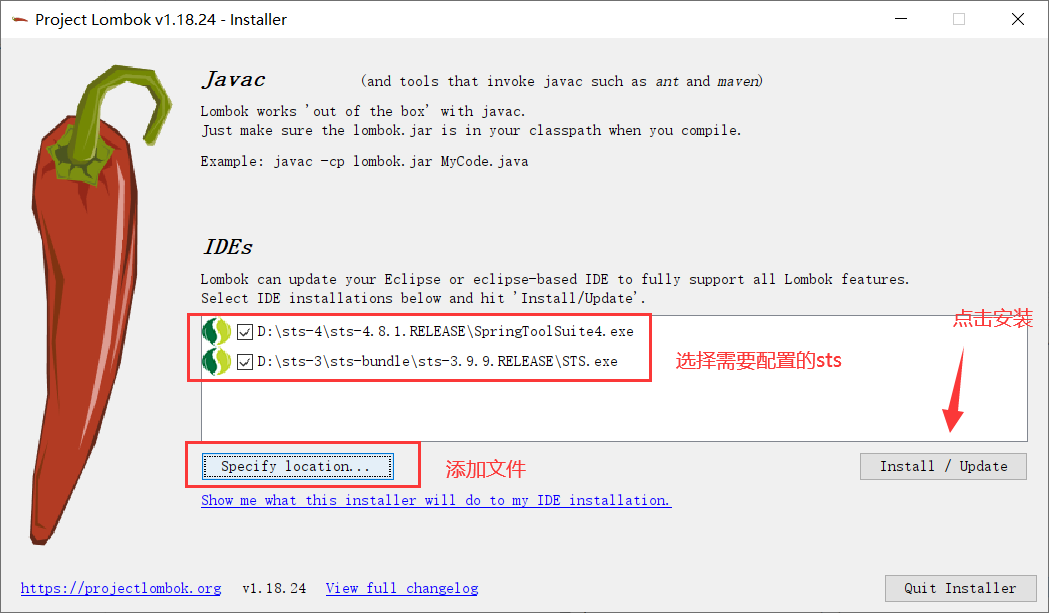 Project Lombok v1.18.24 - Installer
Javac (and tools that invoke javac such as ant and maven)
Lombok works 'out of the box' with javac.
Just make sure the lombok.jar is in your classpath when you compile.
Example: javac -cp lombok.jar MyCode.java
IDEs
Lombok can update your Eclipse or eclipse-based IDE to fully support all Lombok features.
Select IDE installations below and hit 'Install/Update'.
点击安装
D:\sts-4\sts-4.8.1.RELEASE\SpringToolSuite4.exe
D:\sts-3\sts-bundle\sts-3.9.9.RELEASE\STS.exe
选择需要配置的sts
Specify location...
添加文件
Install / Update
Show me what this installer will do to my IDE installation.
https://projectlombok.org v1.18.24 View full changelog
Quit Installer